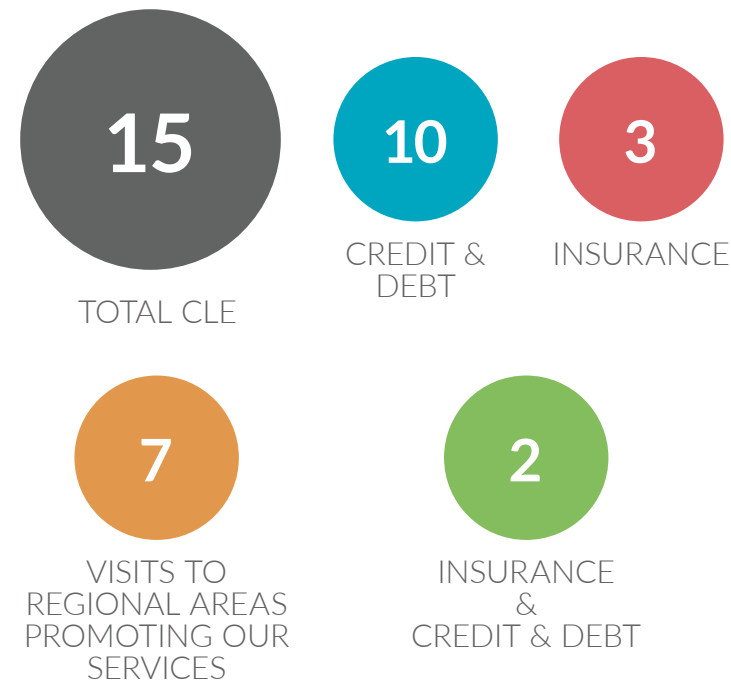 15
TOTAL CLE
10
CREDIT &
DEBT
3
INSURANCE
7
VISITS TO
REGIONAL AREAS
PROMOTING OUR
SERVICES
2
INSURANCE
&
CREDIT & DEBT